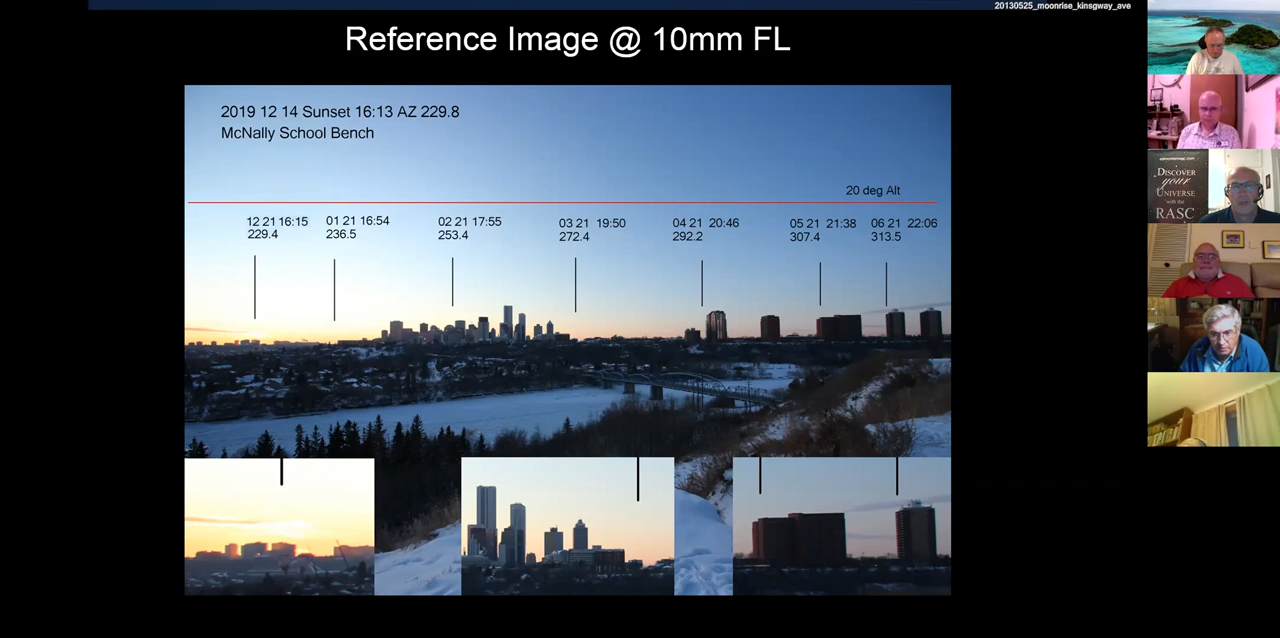 20130525_moonrise_kinsgway_ave
Reference Image @ 10mm FL
2019 12 14 Sunset 16:13 AZ 229.8
McNally School Bench
20 deg Alt
12 21 16:15
229.4
01 21 16:54
236.5
02 21 17:55
253.4
03 21 19:50
272.4
04 21 20:46
292.2
05 21 21:38
307.4
06 21 22:06
313.5
edmontonrasc.com
DISCOVER
your
UNIVERSE
with the
RASC